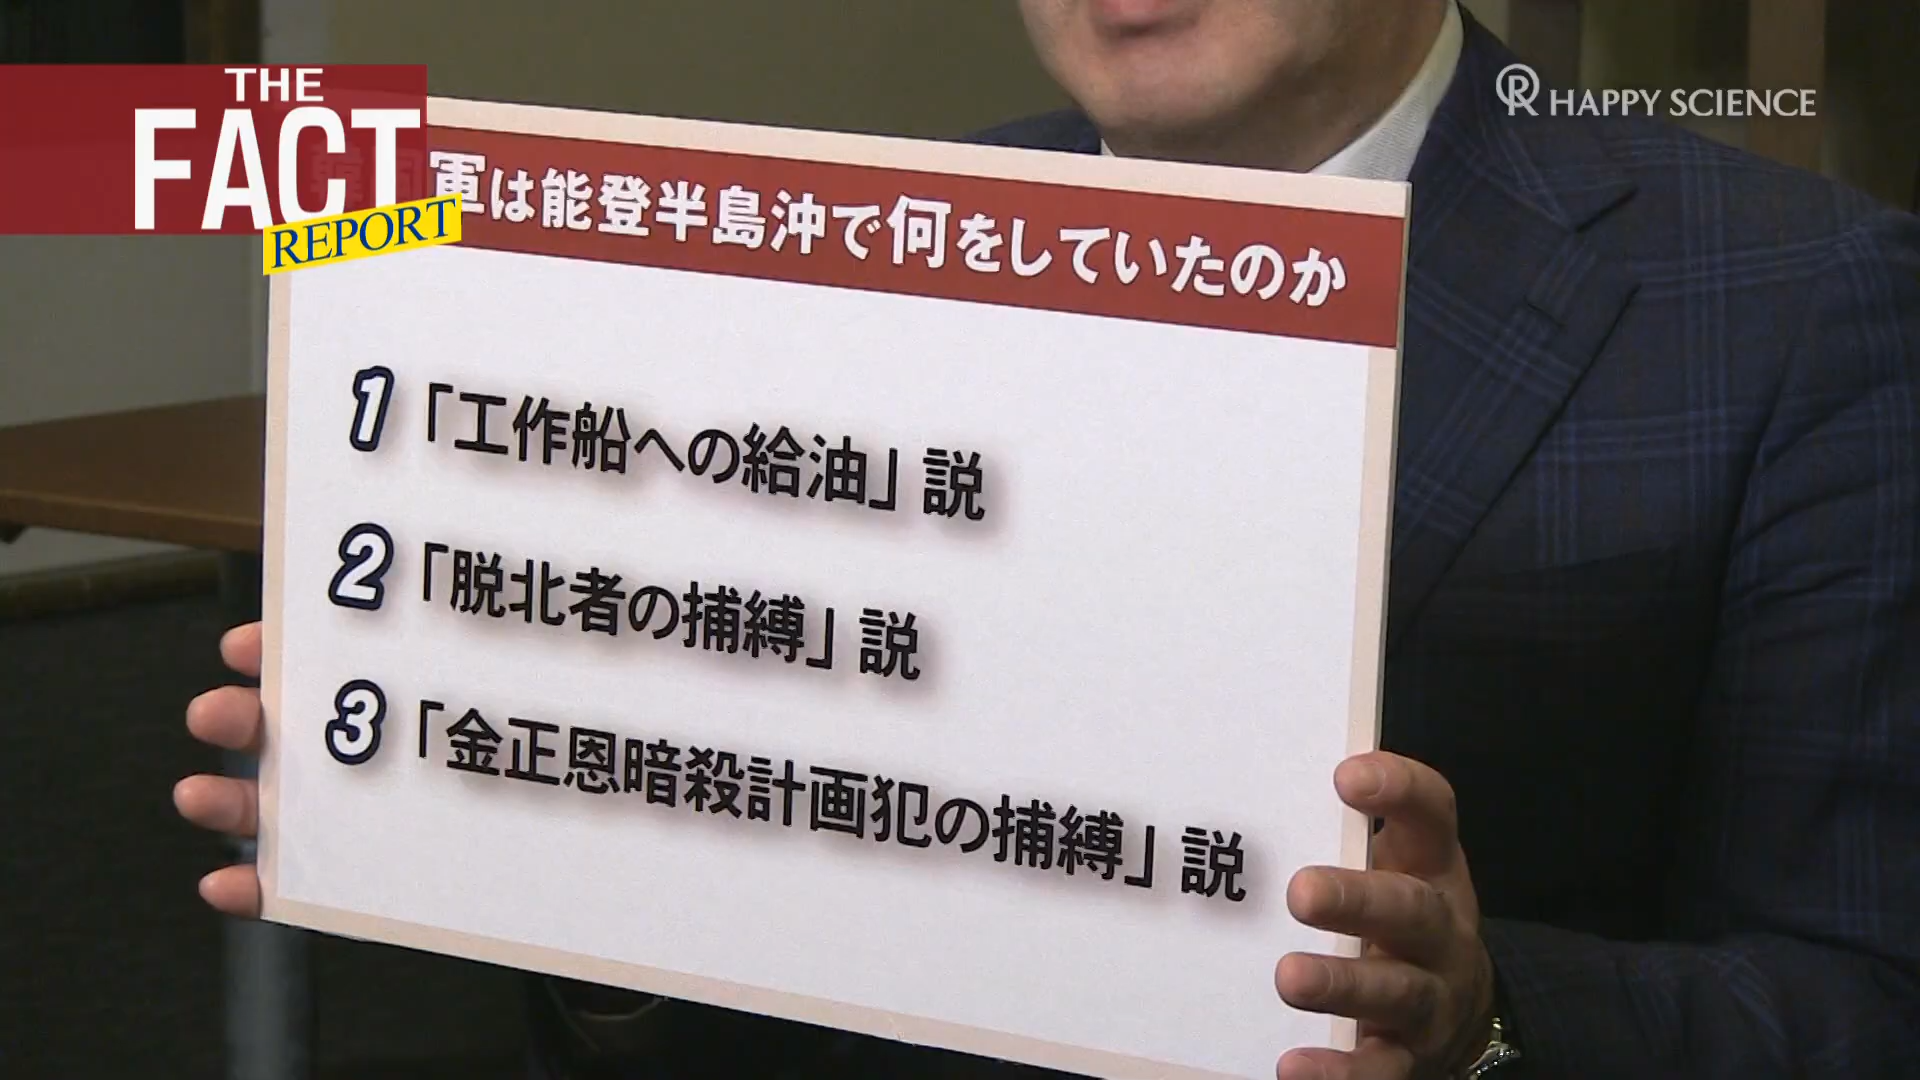 THE
FACT
REPORT
HAPPY SCIENCE
軍は能登半島沖で何をしていたのか
1 「工作船への給油」説
2 「脱北者の捕縛」説
3 「金正恩暗殺計画犯の捕縛」説